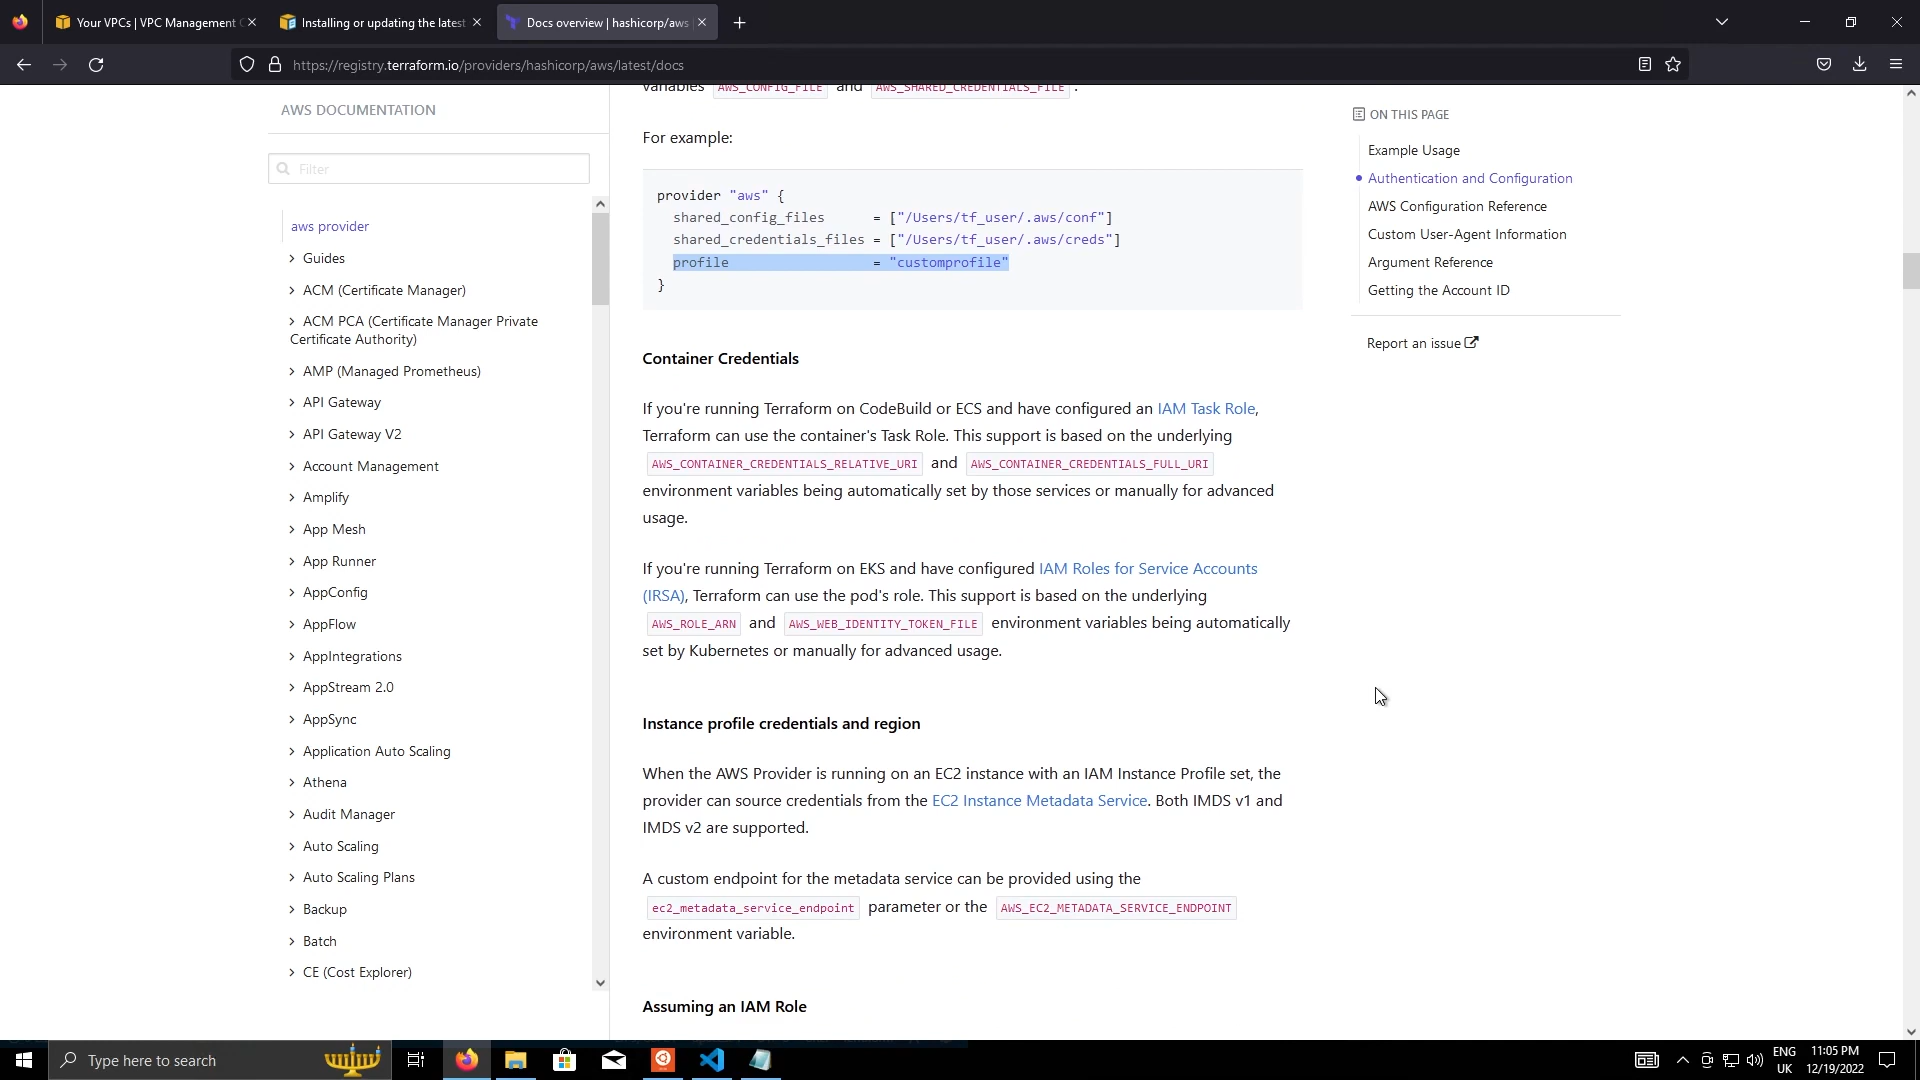 Your VPCs | VPC Management C
Installing or updating the latest
Docs overview | hashicorp/aws
https://registry.terraform.io/providers/hashicorp/aws/latest/docs
AWS DOCUMENTATION
Filter
aws provider
Guides
ACM (Certificate Manager)
ACM PCA (Certificate Manager Private
Certificate Authority)
AMP (Managed Prometheus)
API Gateway
API Gateway V2
Account Management
Amplify
App Mesh
App Runner
AppConfig
AppFlow
AppIntegrations
AppStream 2.0
AppSync
Application Auto Scaling
Athena
Audit Manager
Auto Scaling
Auto Scaling Plans
Backup
Batch
CE (Cost Explorer)
variables AWS_CONFIG_FILE and AWS_SHARED_CREDENTIALS_FILE .
For example:
provider "aws" {
shared_config_files = ["/Users/tf_user/.aws/conf"]
shared_credentials_files = ["/Users/tf_user/.aws/creds"]
profile = "customprofile"
}
Container Credentials
If you're running Terraform on CodeBuild or ECS and have configured an IAM Task Role,
Terraform can use the container's Task Role. This support is based on the underlying
AWS_CONTAINER_CREDENTIALS_RELATIVE_URI and AWS_CONTAINER_CREDENTIALS_FULL_URI
environment variables being automatically set by those services or manually for advanced
usage.
If you're running Terraform on EKS and have configured IAM Roles for Service Accounts
(IRSA), Terraform can use the pod's role. This support is based on the underlying
AWS_ROLE_ARN and AWS_WEB_IDENTITY_TOKEN_FILE environment variables being automatically
set by Kubernetes or manually for advanced usage.
Instance profile credentials and region
When the AWS Provider is running on an EC2 instance with an IAM Instance Profile set, the
provider can source credentials from the EC2 Instance Metadata Service. Both IMDS v1 and
IMDS v2 are supported.
A custom endpoint for the metadata service can be provided using the
ec2_metadata_service_endpoint parameter or the AWS_EC2_METADATA_SERVICE_ENDPOINT
environment variable.
Assuming an IAM Role
ON THIS PAGE
Example Usage
Authentication and Configuration
AWS Configuration Reference
Custom User-Agent Information
Argument Reference
Getting the Account ID
Report an issue
Type here to search
ENG
UK
11:05 PM
12/19/2022